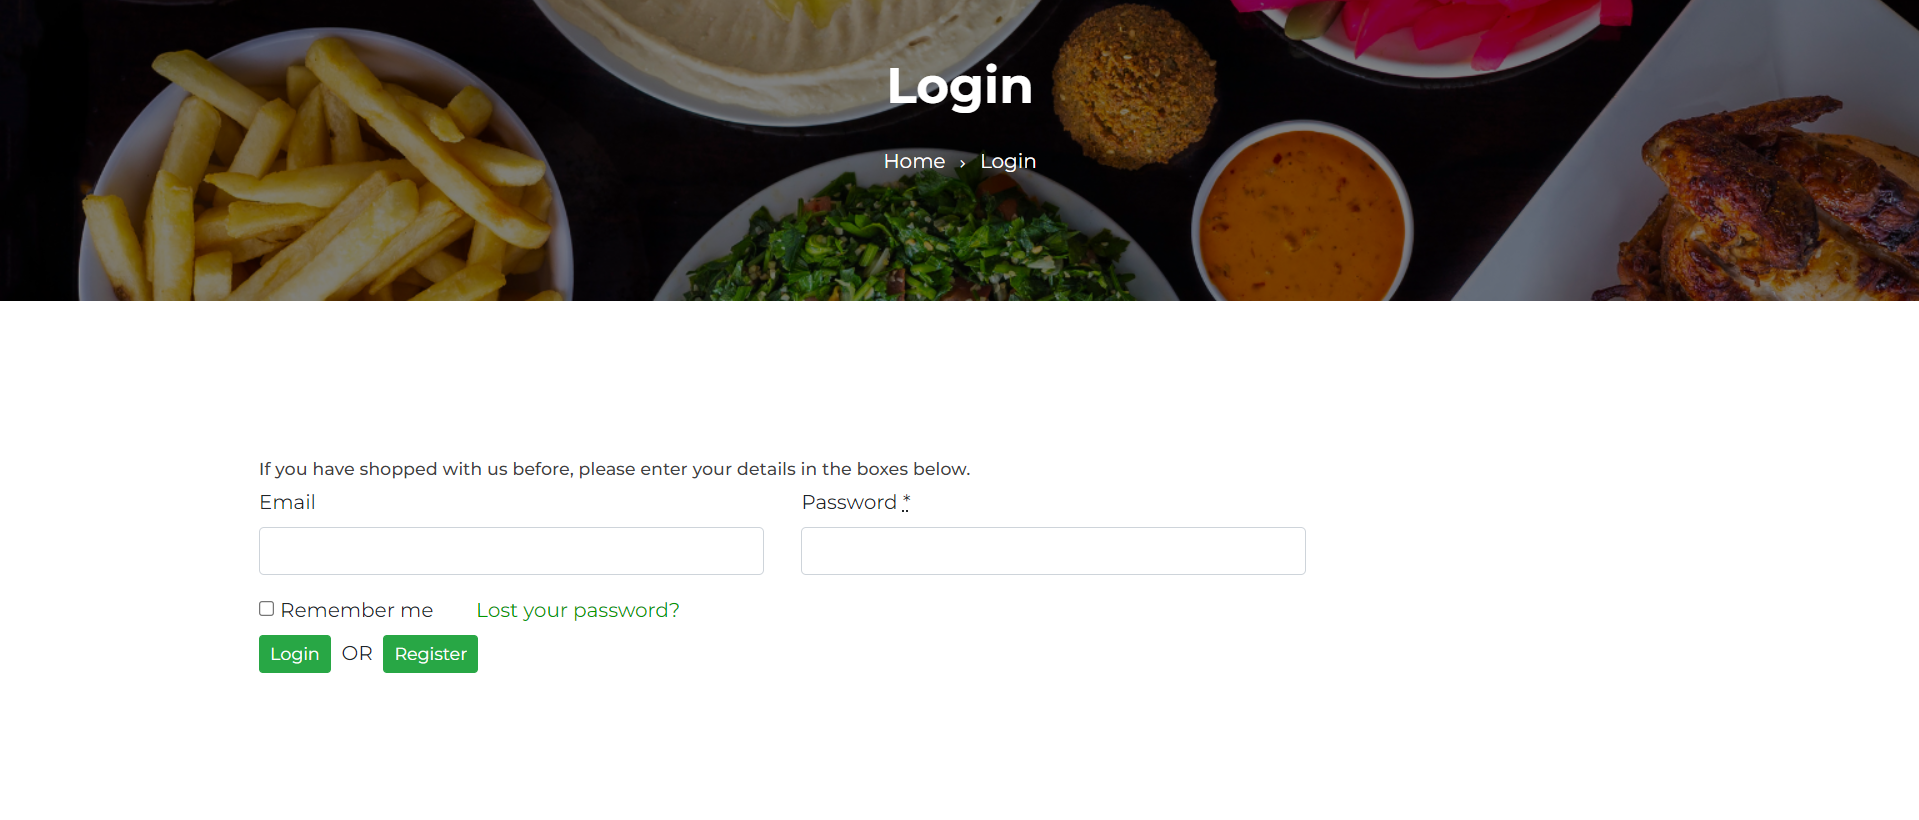 Login
Home › Login
If you have shopped with us before, please enter your details in the boxes below.
Email
Password *
Remember me
Lost your password?
Login OR Register